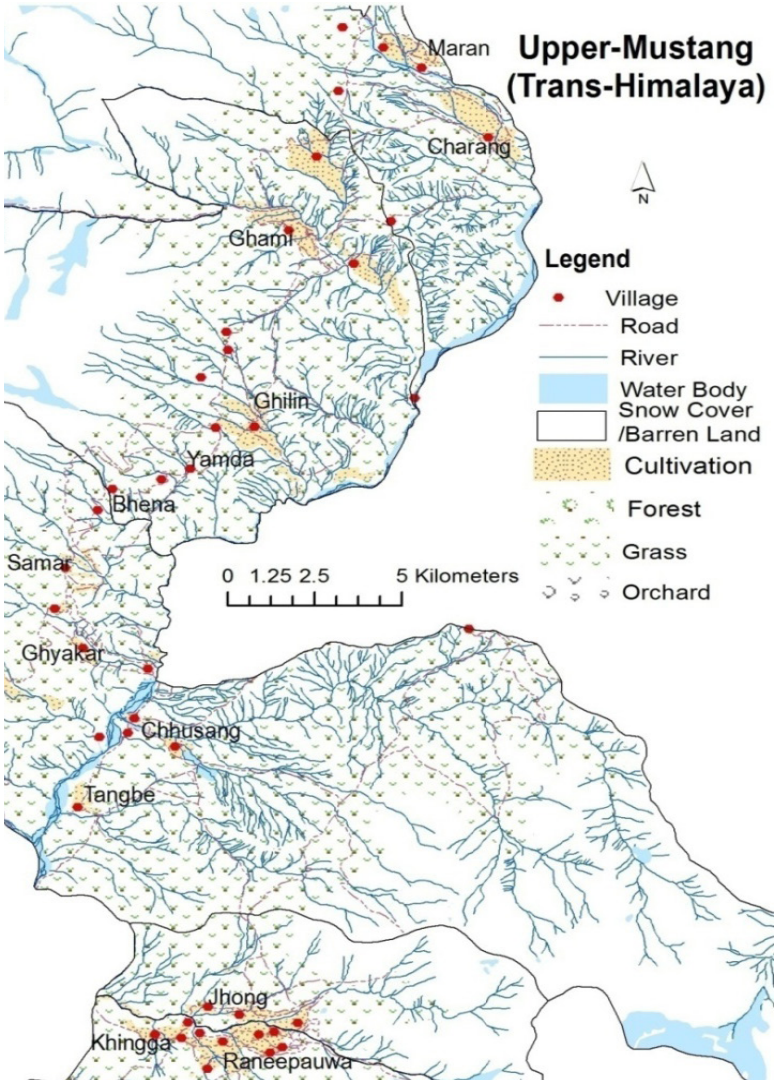 Upper-Mustang
(Trans-Himalaya)
Maran
Charang
N
Ghami
Legend
Village
Road
River
Water Body
Snow Cover
/Barren Land
Cultivation
Forest
Grass
Orchard
Ghilin
Yamda
Bhena
Samar
0 1.25 2.5 5 Kilometers
Ghyakar
Chhusang
Tangbe
Jhong
Khingga
Raneepauwa